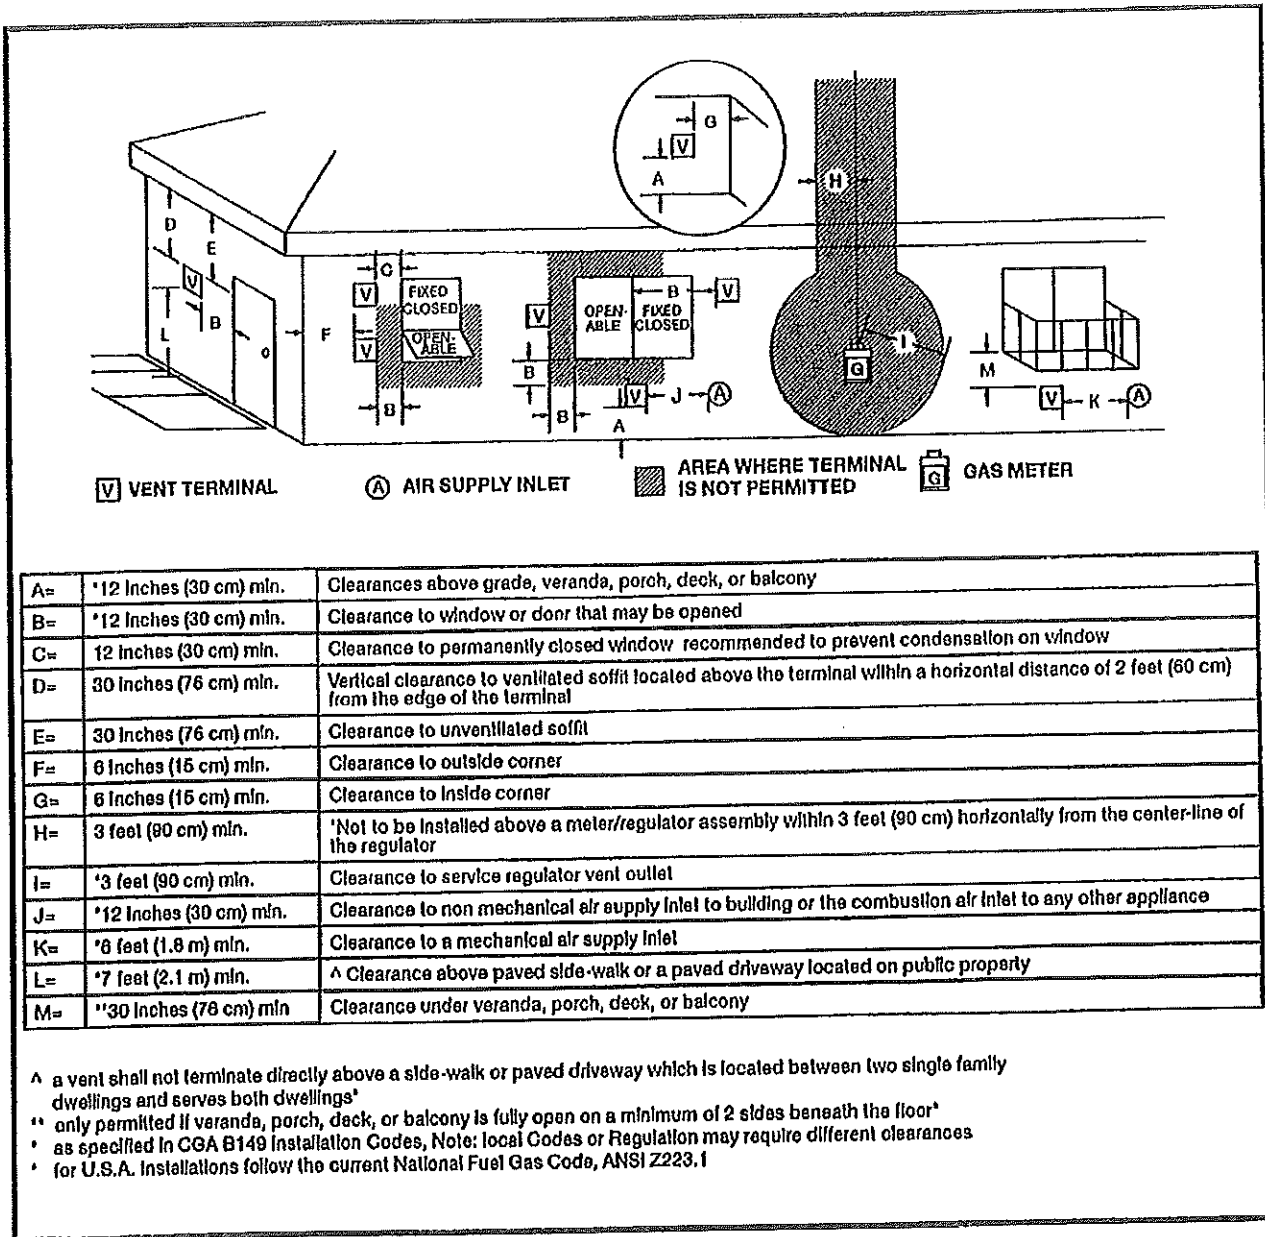 G
V
A
H
D
E
V
B
L
F
C
V
FIXED
CLOSED
OPEN-
ABLE
V
B
V
OPEN-
ABLE
B
FIXED
CLOSED
V
B
B
V
J
A
A
I
G
M
V
K
A
V VENT TERMINAL
A AIR SUPPLY INLET
AREA WHERE TERMINAL
IS NOT PERMITTED
G GAS METER
A= *12 inches (30 cm) min. Clearances above grade, veranda, porch, deck, or balcony
B= *12 inches (30 cm) min. Clearance to window or door that may be opened
C= 12 inches (30 cm) min. Clearance to permanently closed window recommended to prevent condensation on window
D= 30 inches (76 cm) min. Vertical clearance to ventilated soffit located above the terminal within a horizontal distance of 2 feet (60 cm)
from the edge of the terminal
E= 30 inches (76 cm) min. Clearance to unventilated soffit
F= 6 inches (15 cm) min. Clearance to outside corner
G= 6 inches (15 cm) min. Clearance to inside corner
H= 3 feet (90 cm) min. *Not to be installed above a meter/regulator assembly within 3 feet (90 cm) horizontally from the center-line of
the regulator
I= *3 feet (90 cm) min. Clearance to service regulator vent outlet
J= *12 inches (30 cm) min. Clearance to non mechanical air supply inlet to building or the combustion air inlet to any other appliance
K= *6 feet (1.8 m) min. Clearance to a mechanical air supply inlet
L= *7 feet (2.1 m) min. ^ Clearance above paved side-walk or a paved driveway located on public property
M= **30 inches (76 cm) min Clearance under veranda, porch, deck, or balcony
^ a vent shall not terminate directly above a side-walk or paved driveway which is located between two single family
dwellings and serves both dwellings*
** only permitted if veranda, porch, deck, or balcony is fully open on a minimum of 2 sides beneath the floor*
* as specified in CGA B149 Installation Codes, Note: local Codes or Regulation may require different clearances
* for U.S.A. Installations follow the current National Fuel Gas Code, ANSI Z223.1